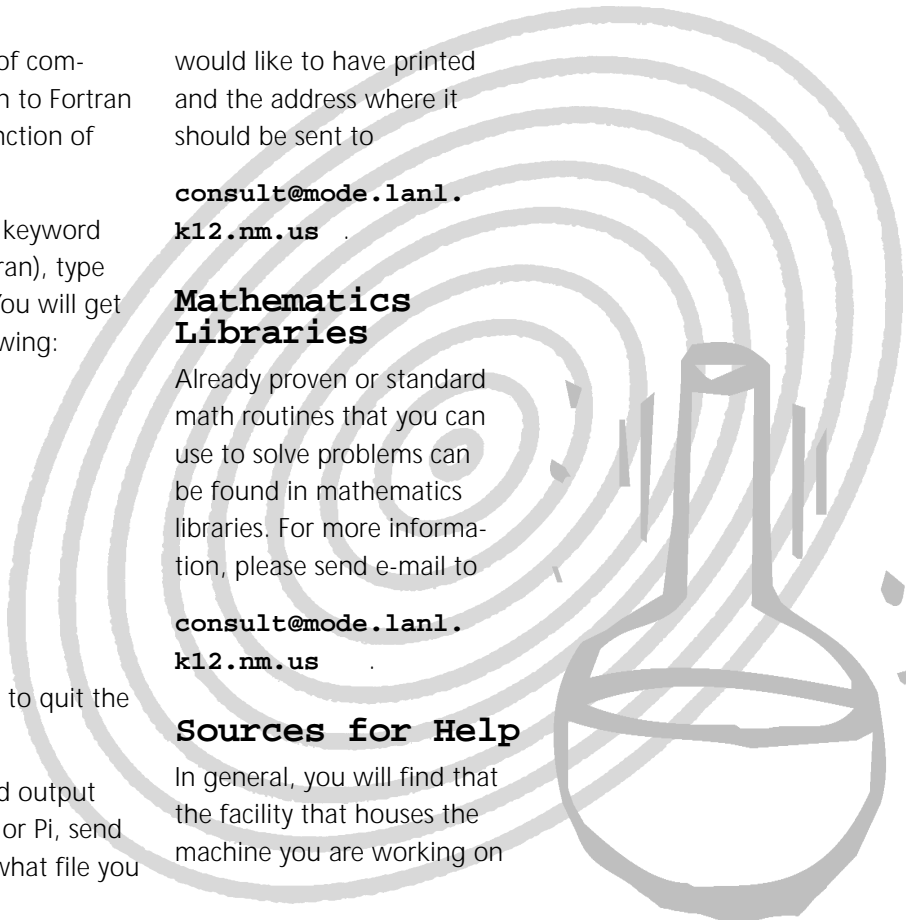 of com-
to Fortran
of
keyword
type
will get
to quit the
output
or Pi, send
what file you
would like to have printed
and the address where it
should be sent to
consult@mode.lanl.
k12.nm.us .
Mathematics
Libraries
Already proven or standard
math routines that you can
use to solve problems can
be found in mathematics
libraries. For more informa-
tion, please send e-mail to
consult@mode.lanl.
k12.nm.us .
Sources for Help
In general, you will find that
the facility that houses the
machine you are working on